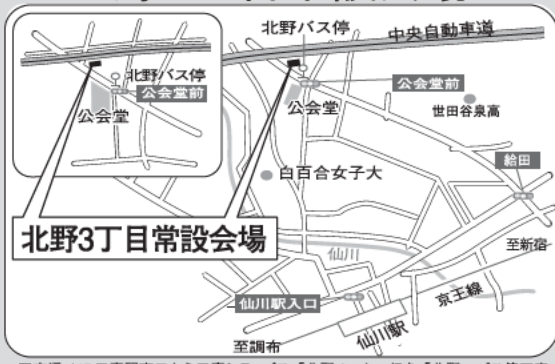 北野バス停
公会堂前
公会堂
北野バス停
中央自動車道
公会堂前
公会堂
世田谷泉高
給田
白百合女子大
北野3丁目常設会場
仙川
至新宿
京王線
仙川駅入口
仙川駅
至調布